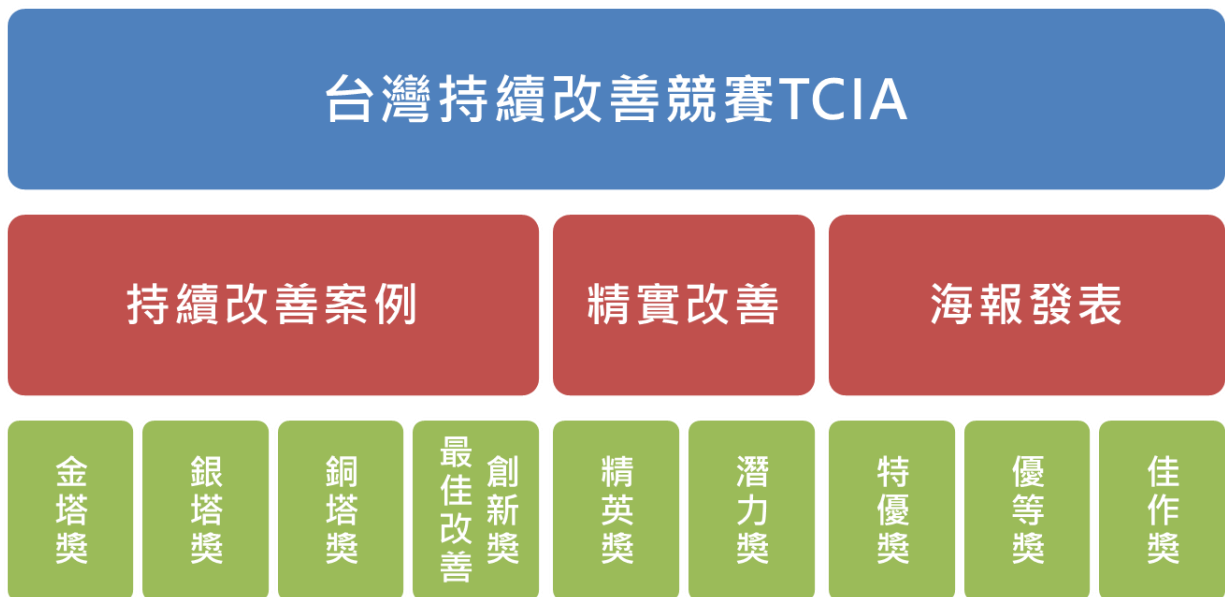 台灣持續改善競賽TCIA
持續改善案例
精實改善
海報發表
金塔獎
銀塔獎
銅塔獎
最佳改善
創新獎
精英獎
潛力獎
特優獎
優等獎
佳作獎